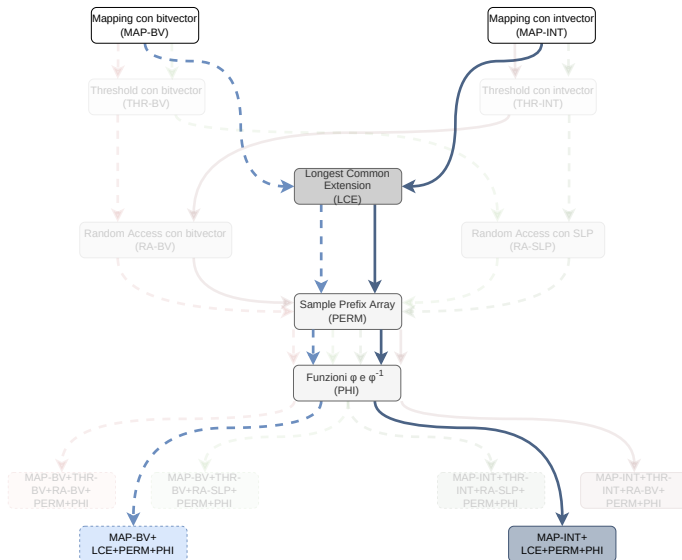 Mapping con bitvector
(MAP-BV)
Mapping con intvector
(MAP-INT)
Threshold con bitvector
(THR-BV)
Threshold con intvector
(THR-INT)
Longest Common
Extension
(LCE)
Random Access con bitvector
(RA-BV)
Random Access con SLP
(RA-SLP)
Sample Prefix Array
(PERM)
Funzioni φ e φ⁻¹
(PHI)
MAP-BV+THR-
BV+RA-BV+
PERM+PHI
MAP-BV+THR-
BV+RA-SLP+
PERM+PHI
MAP-INT+THR-
INT+RA-SLP+
PERM+PHI
MAP-INT+THR-
INT+RA-BV+
PERM+PHI
MAP-BV+
LCE+PERM+PHI
MAP-INT+
LCE+PERM+PHI